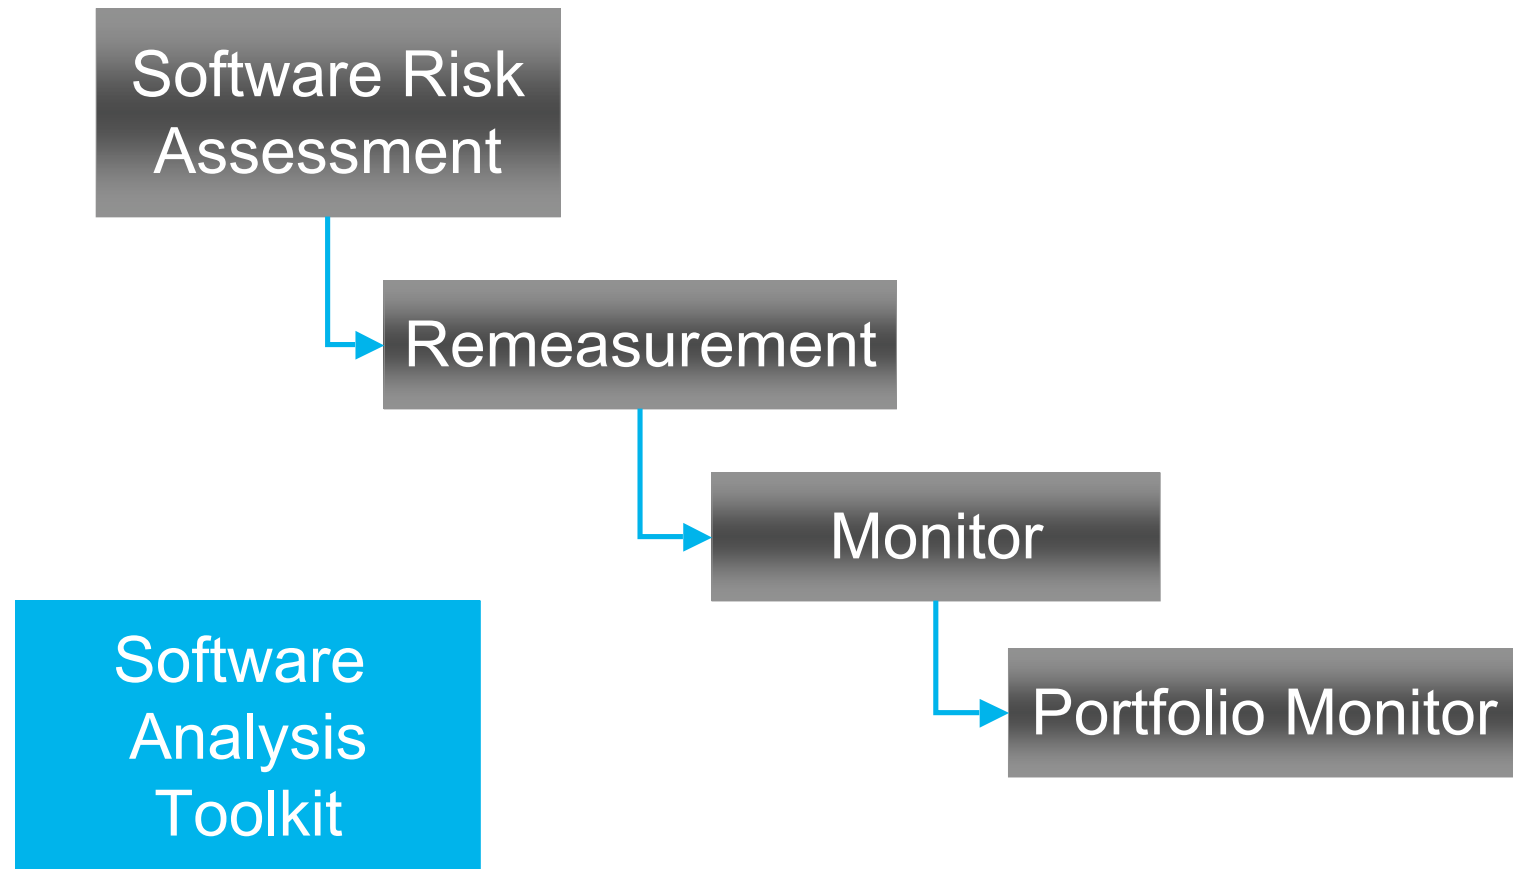 Software Risk
Assessment
Remeasurement
Monitor
Software
Analysis
Toolkit
Portfolio Monitor